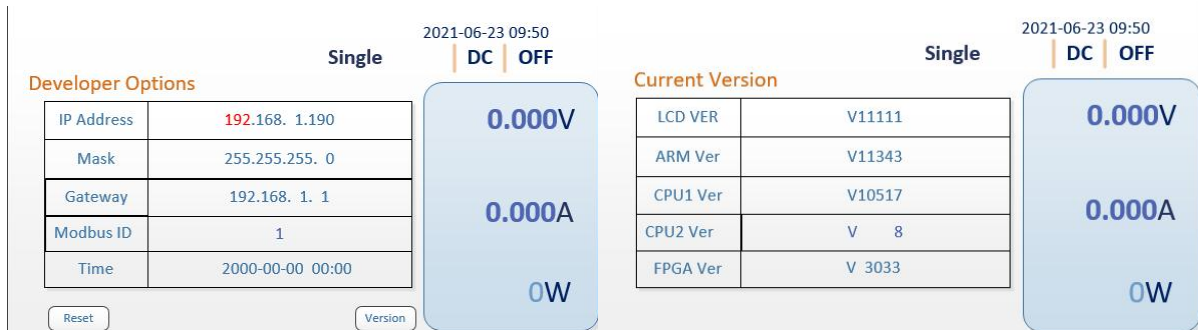 2021-06-23 09:50
Single DC OFF
Developer Options
IP Address 192.168. 1.190
Mask 255.255.255. 0
Gateway 192.168. 1. 1
Modbus ID 1
Time 2000-00-00 00:00
Reset Version
0.000V
0.000A
0W
2021-06-23 09:50
Single DC OFF
Current Version
LCD VER V11111
ARM Ver V11343
CPU1 Ver V10517
CPU2 Ver V 8
FPGA Ver V 3033
0.000V
0.000A
0W